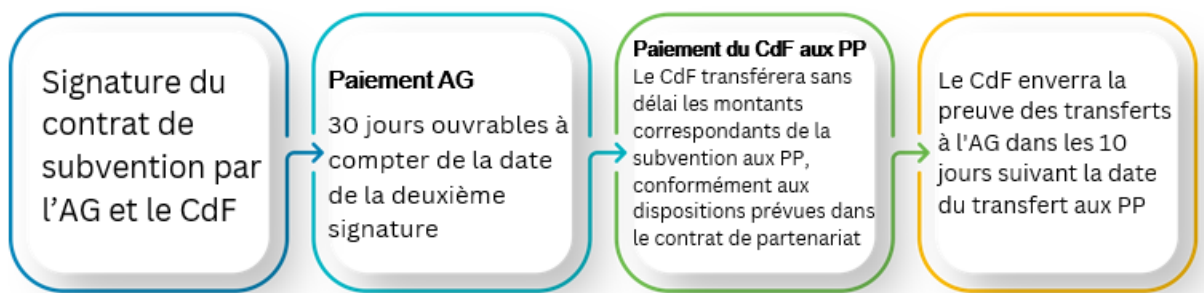 Signature du
contrat de
subvention par
l’AG et le CdF
Paiement AG
30 jours ouvrables à
compter de la date
de la deuxième
signature
Paiement du CdF aux PP
Le CdF transférera sans
délai les montants
correspondants de la
subvention aux PP,
conformément aux
dispositions prévues dans
le contrat de partenariat
Le CdF enverra la
preuve des transferts
à l'AG dans les 10
jours suivant la date
du transfert aux PP